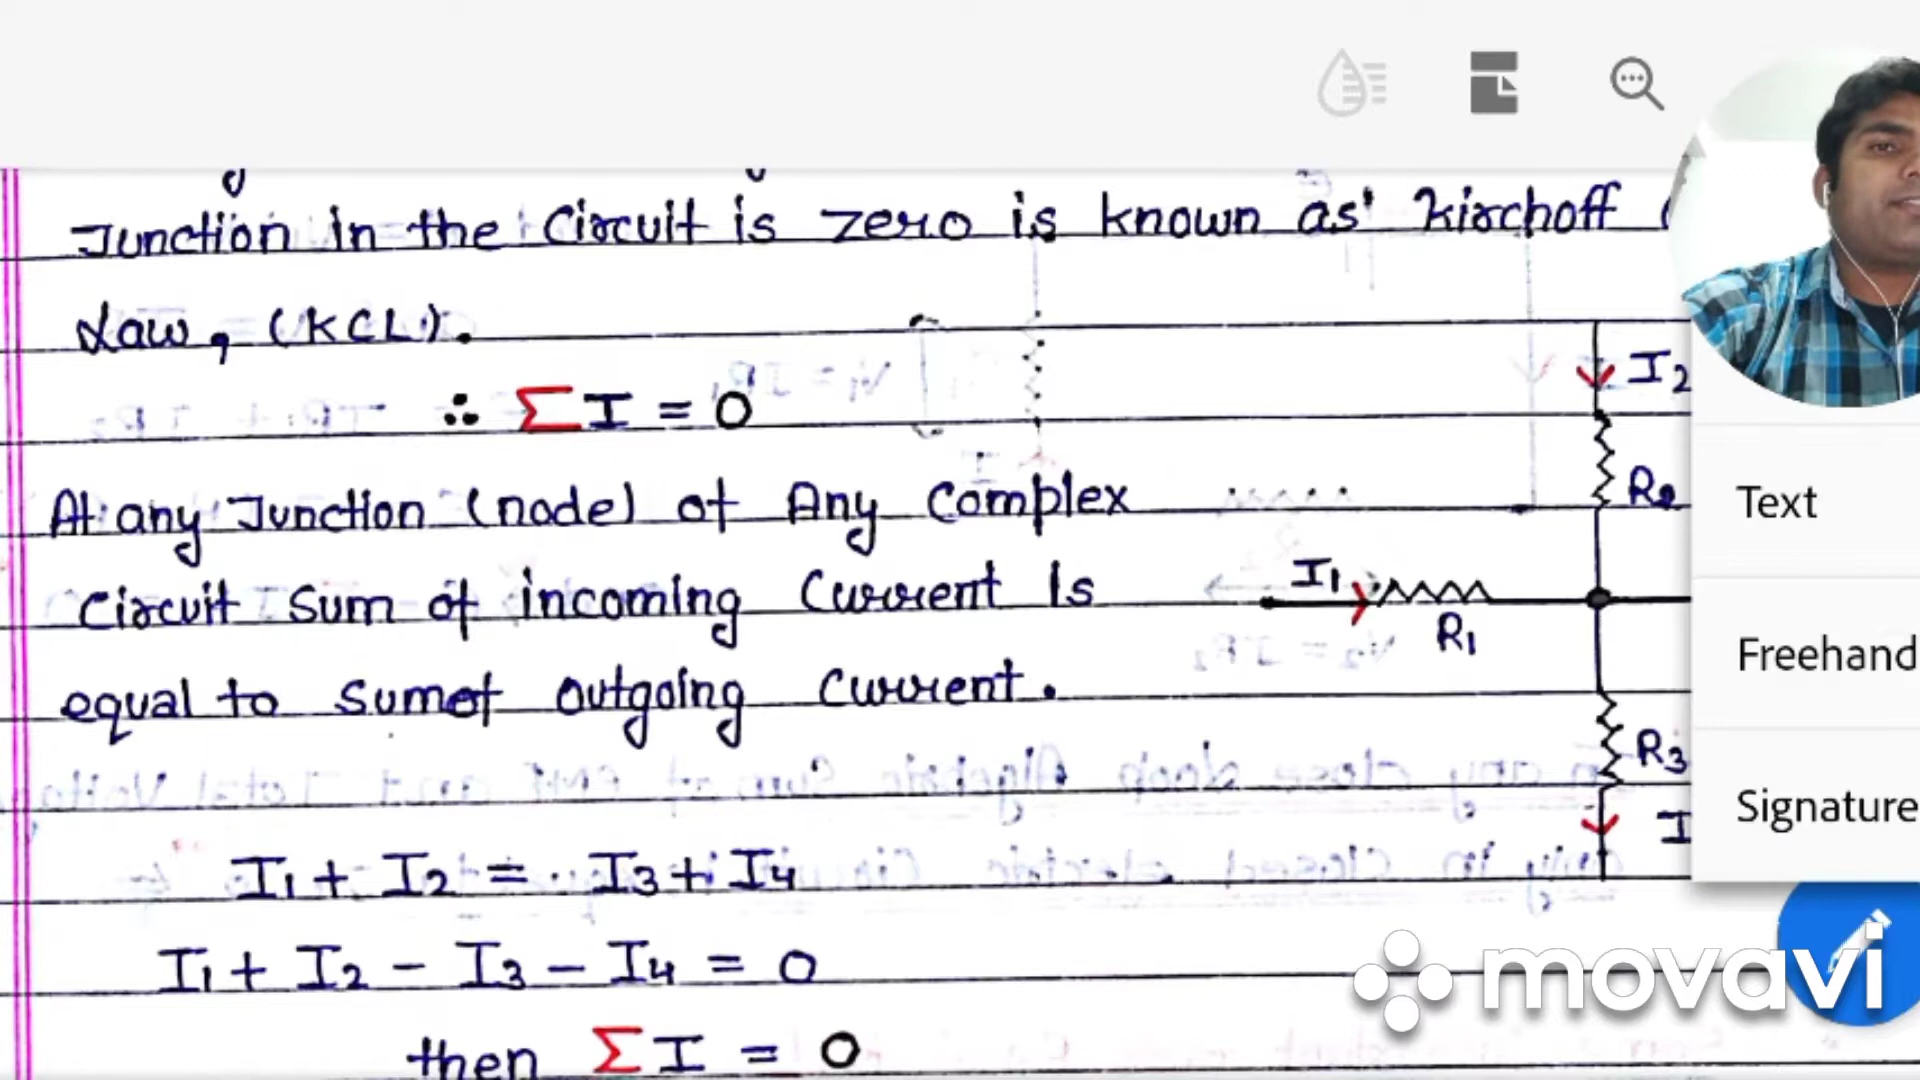 Junction in the Circuit is zero is known as' Kirchoff
Law, (KCL).
∴ ΣI = 0
I2
At any Junction (node) of Any Complex
R2
Circuit Sum of incoming Current Is
I1
R1
equal to Sum of Outgoing Current.
R3
I
I1 + I2 = I3 + I4
I1 + I2 - I3 - I4 = 0
then ΣI = 0
Text
Freehand
Signature
movavi